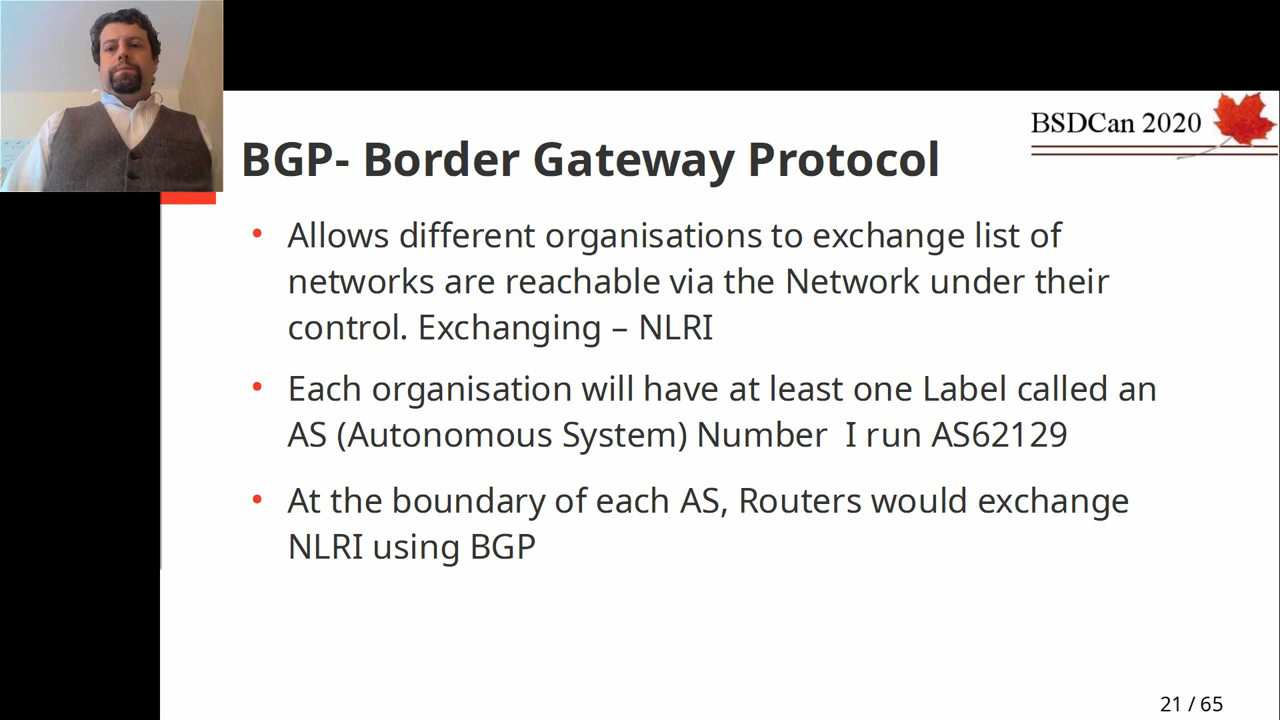 BSDCan 2020
BGP- Border Gateway Protocol
• Allows different organisations to exchange list of
networks are reachable via the Network under their
control. Exchanging – NLRI
• Each organisation will have at least one Label called an
AS (Autonomous System) Number  I run AS62129
• At the boundary of each AS, Routers would exchange
NLRI using BGP
21 / 65